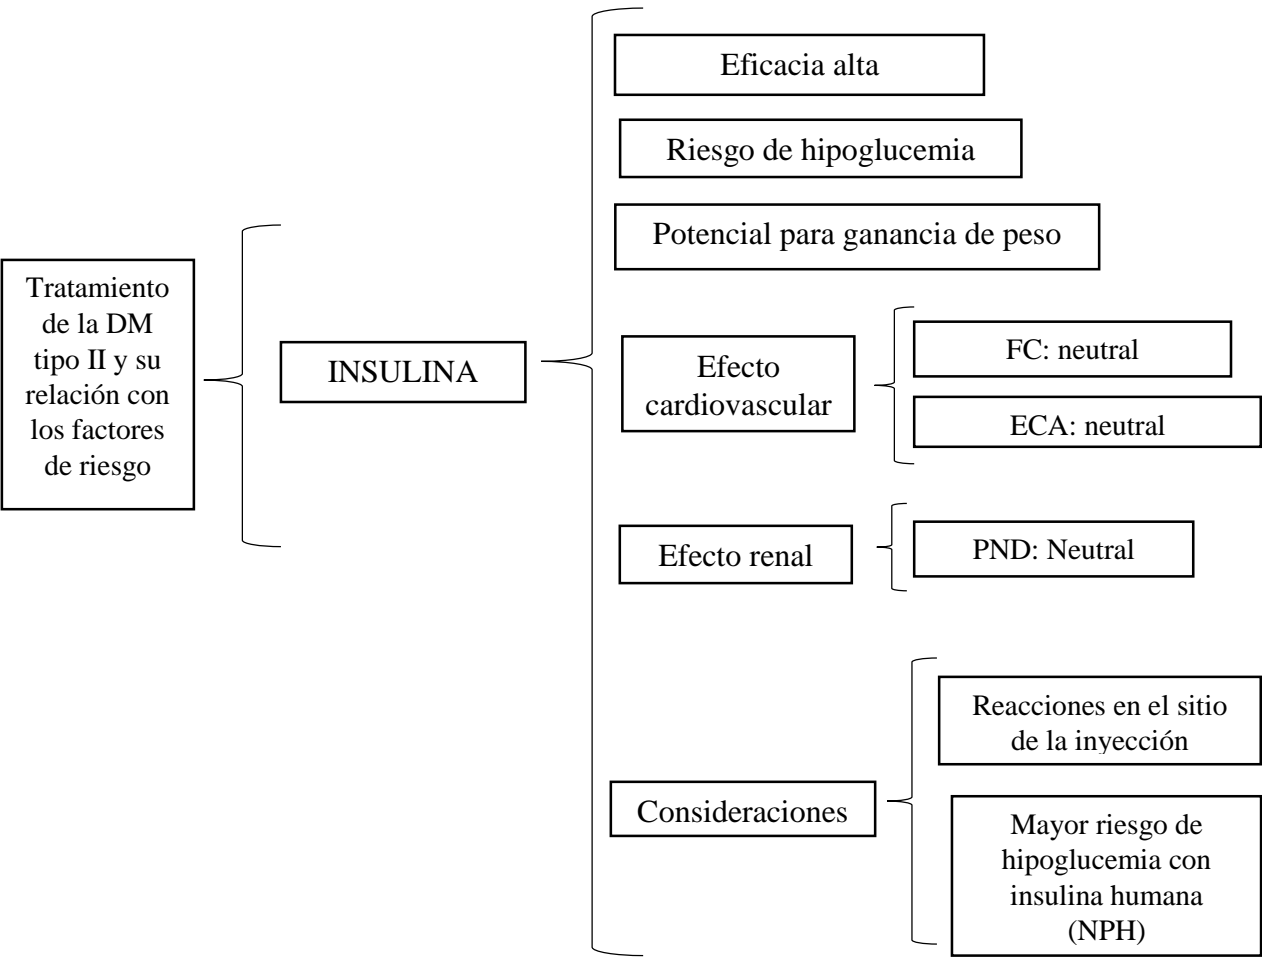 Tratamiento
de la DM
tipo II y su
relación con
los factores
de riesgo
INSULINA
Eficacia alta
Riesgo de hipoglucemia
Potencial para ganancia de peso
Efecto
cardiovascular
FC: neutral
ECA: neutral
Efecto renal
PND: Neutral
Consideraciones
Reacciones en el sitio
de la inyección
Mayor riesgo de
hipoglucemia con
insulina humana
(NPH)